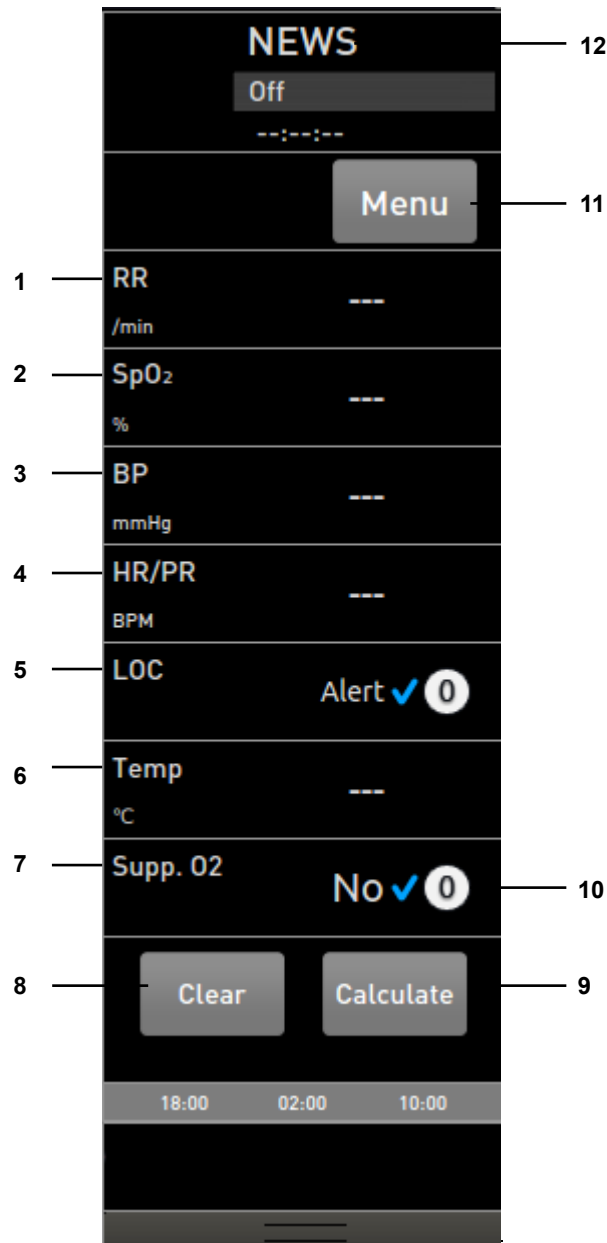 NEWS 12
Off
--:--:--
Menu 11
1 RR
---
/min
2 SpO₂
---
%
3 BP
---
mmHg
4 HR/PR
---
BPM
5 LOC
Alert 0
6 Temp
---
°C
7 Supp. O2
No 0 10
8 Clear Calculate 9
18:00 02:00 10:00